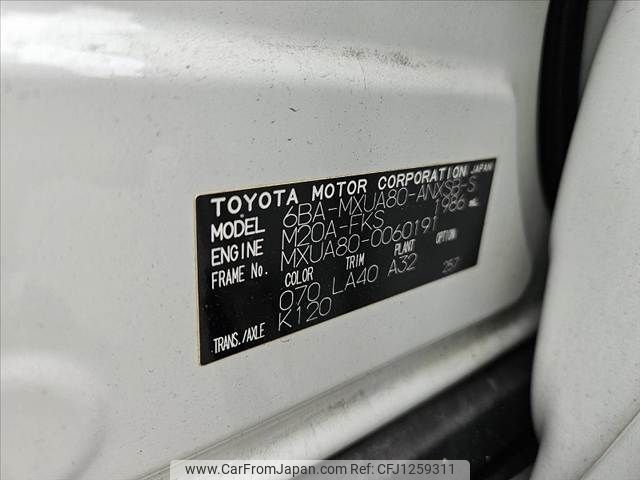 TOYOTA MOTOR CORPORATION JAPAN
MODEL 6BA-MXUA80-ANXSB-S
ENGINE M20A-FKS 1986 mL
FRAME No. MXUA80-0060191
COLOR TRIM PLANT OPTION
070 LA40 A32 257
TRANS./AXLE K120
www.CarFromJapan.com | CFJ1259311